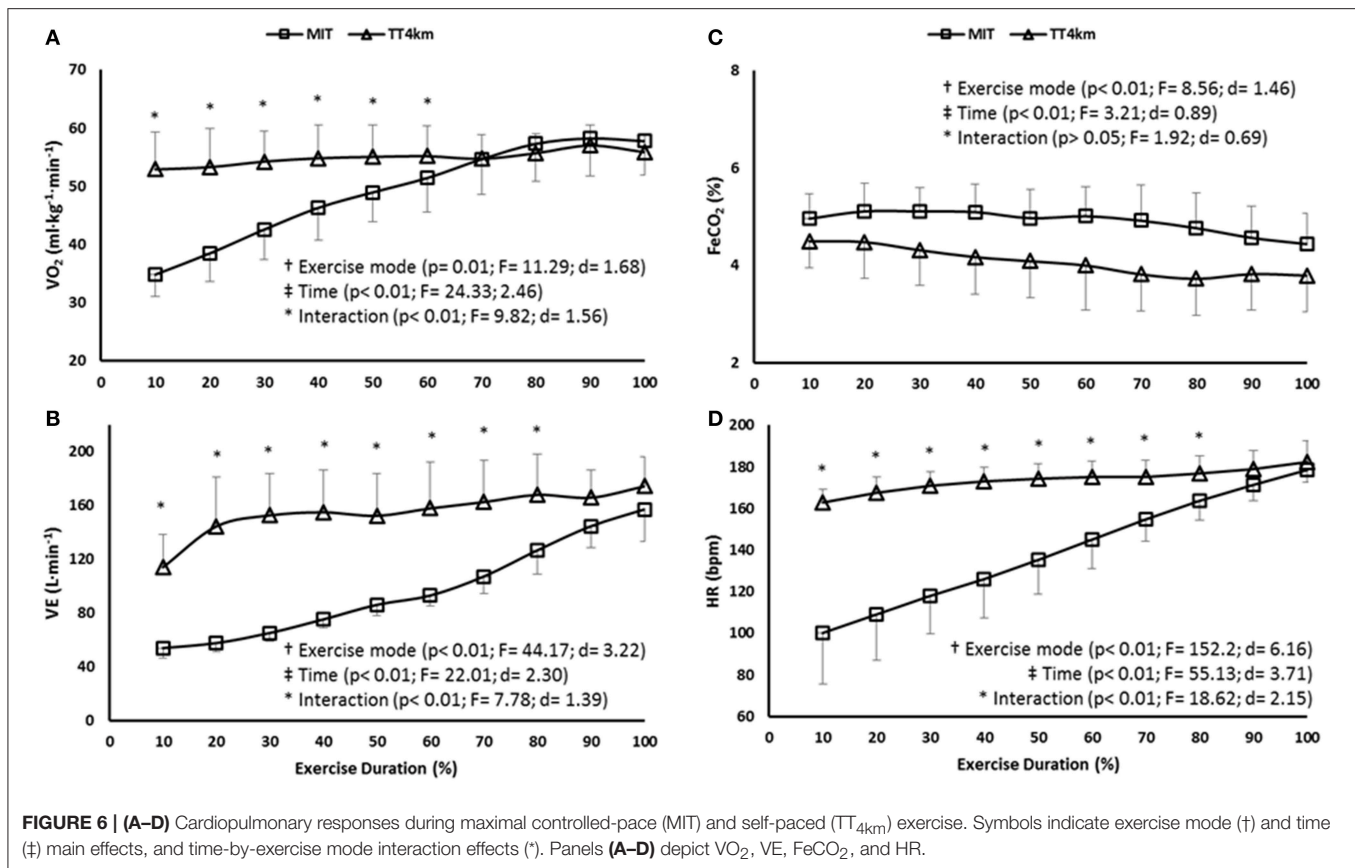 A
MIT TT4km
70
60
50
40
30
20
VO₂ (ml·kg⁻¹·min⁻¹)
* * * * * *
† Exercise mode (p= 0.01; F= 11.29; d= 1.68)
‡ Time (p< 0.01; F= 24.33; 2.46)
* Interaction (p< 0.01; F= 9.82; d= 1.56)
0 10 20 30 40 50 60 70 80 90 100
C
MIT TT4km
8
6
4
2
FeCO₂ (%)
† Exercise mode (p< 0.01; F= 8.56; d= 1.46)
‡ Time (p< 0.01; F= 3.21; d= 0.89)
* Interaction (p> 0.05; F= 1.92; d= 0.69)
0 10 20 30 40 50 60 70 80 90 100
B
200
160
120
80
40
0
VE (L·min⁻¹)
* * * * * * * *
† Exercise mode (p< 0.01; F= 44.17; d= 3.22)
‡ Time (p< 0.01; F= 22.01; d= 2.30)
* Interaction (p< 0.01; F= 7.78; d= 1.39)
0 10 20 30 40 50 60 70 80 90 100
Exercise Duration (%)
D
200
180
160
140
120
100
80
60
HR (bpm)
* * * * * * * *
† Exercise mode (p< 0.01; F= 152.2; d= 6.16)
‡ Time (p< 0.01; F= 55.13; d= 3.71)
* Interaction (p< 0.01; F= 18.62; d= 2.15)
0 10 20 30 40 50 60 70 80 90 100
Exercise Duration (%)
FIGURE 6 | (A–D) Cardiopulmonary responses during maximal controlled-pace (MIT) and self-paced (TT₄ₖₘ) exercise. Symbols indicate exercise mode (†) and time
(‡) main effects, and time-by-exercise mode interaction effects (*). Panels (A–D) depict VO₂, VE, FeCO₂, and HR.